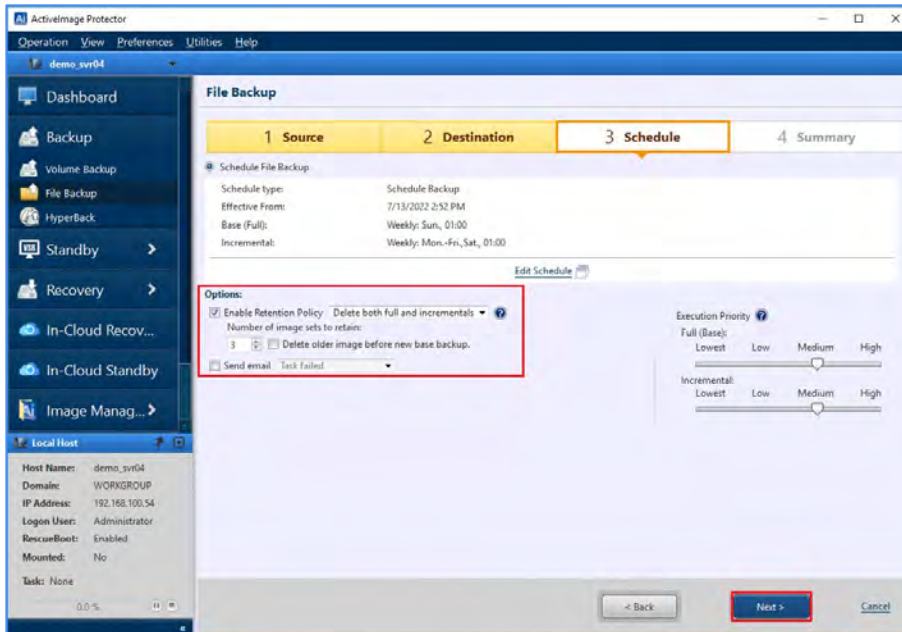 ActiveImage Protector
Operation View Preferences Utilities Help
demo_svr04
Dashboard
Backup
Volume Backup
File Backup
HyperBack
Standby
Recovery
In-Cloud Recov...
In-Cloud Standby
Image Manag...
File Backup
1 Source 2 Destination 3 Schedule 4 Summary
Schedule File Backup
Schedule type: Schedule Backup
Effective From: 7/13/2022 2:52 PM
Base (Full): Weekly: Sun., 01:00
Incremental: Weekly: Mon.-Fri.,Sat., 01:00
Edit Schedule
Options:
Enable Retention Policy Delete both full and incrementals
Number of image sets to retain:
3 Delete older image before new base backup.
Send email Task failed
Execution Priority
Full (Base):
Lowest Low Medium High
Incremental:
Lowest Low Medium High
Local Host
Host Name: demo_svr04
Domain: WORKGROUP
IP Address: 192.168.100.54
Logon User: Administrator
RescueBoot: Enabled
Mounted: No
Task: None
0.0 %
< Back Next > Cancel